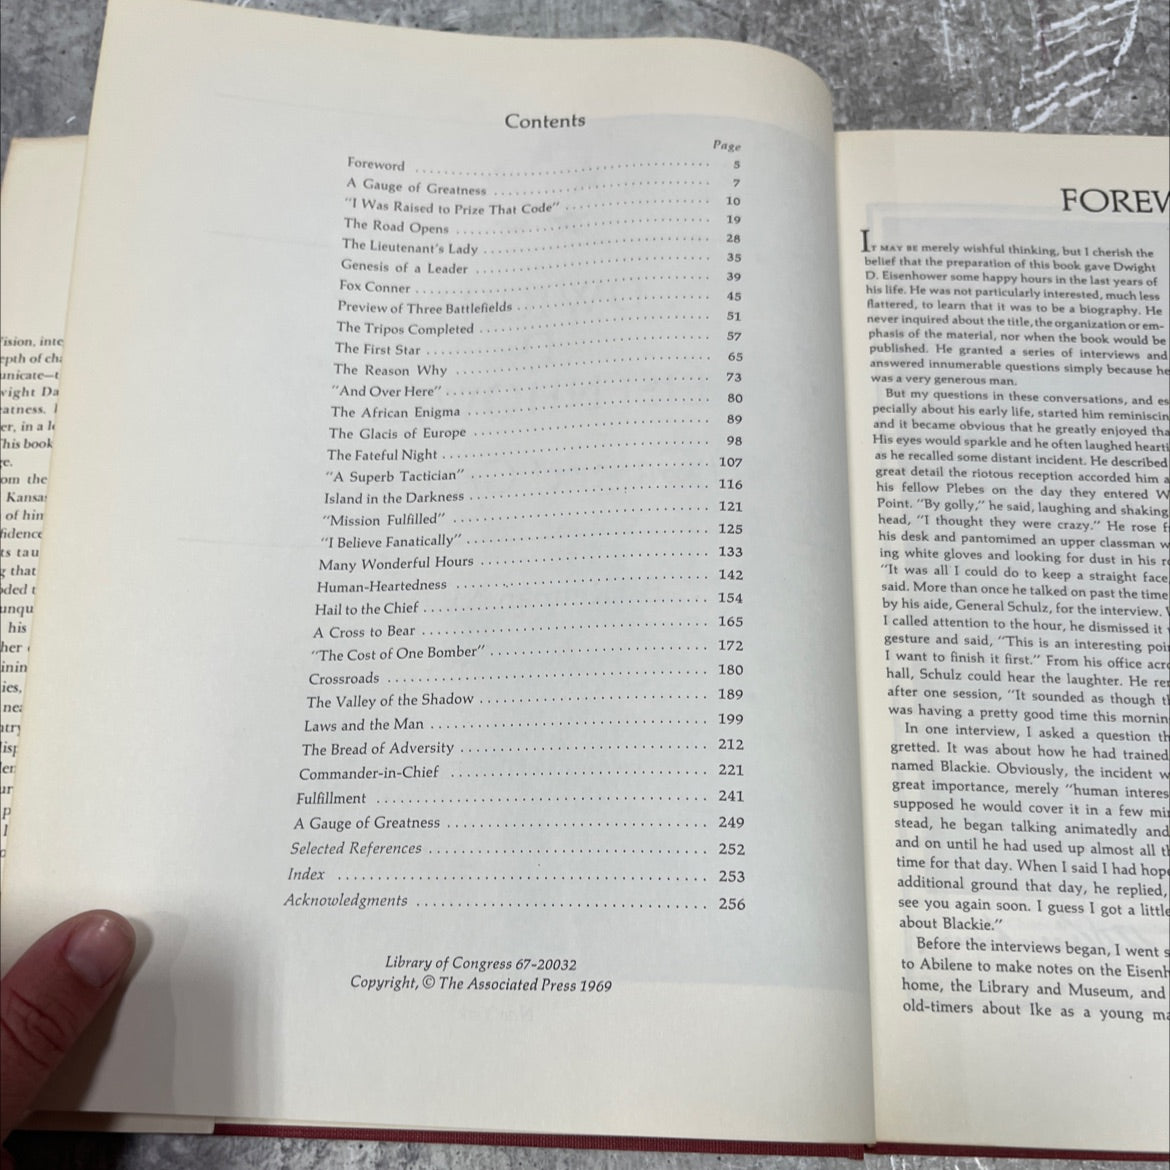 Contents
Page
Foreword 5
A Gauge of Greatness 7
"I Was Raised to Prize That Code" 10
The Road Opens 19
The Lieutenant's Lady 28
Genesis of a Leader 35
Fox Conner 39
Preview of Three Battlefields 45
The Tripos Completed 51
The First Star 57
The Reason Why 65
"And Over Here" 73
The African Enigma 80
The Glacis of Europe 89
The Fateful Night 98
"A Superb Tactician" 107
Island in the Darkness 116
"Mission Fulfilled" 121
"I Believe Fanatically" 125
Many Wonderful Hours 133
Human-Heartedness 142
Hail to the Chief 154
A Cross to Bear 165
"The Cost of One Bomber" 172
Crossroads 180
The Valley of the Shadow 189
Laws and the Man 199
The Bread of Adversity 212
Commander-in-Chief 221
Fulfillment 241
A Gauge of Greatness 249
Selected References 252
Index 253
Acknowledgments 256
Library of Congress 67-20032
Copyright, © The Associated Press 1969
FOREW
IT MAY BE merely wishful thinking, but I cherish the
belief that the preparation of this book gave Dwight
D. Eisenhower some happy hours in the last years of
his life. He was not particularly interested, much less
flattered, to learn that it was to be a biography. He
never inquired about the title, the organization or em-
phasis of the material, nor when the book would be
published. He granted a series of interviews and
answered innumerable questions simply because he
was a very generous man.
But my questions in these conversations, and es
pecially about his early life, started him reminiscin
and it became obvious that he greatly enjoyed tha
His eyes would sparkle and he often laughed hearti
as he recalled some distant incident. He described
great detail the riotous reception accorded him a
his fellow Plebes on the day they entered W
Point. "By golly," he said, laughing and shaking
head, "I thought they were crazy." He rose f
his desk and pantomimed an upper classman w
ing white gloves and looking for dust in his r
"It was all I could do to keep a straight face
said. More than once he talked on past the time
by his aide, General Schulz, for the interview.
I called attention to the hour, he dismissed it
gesture and said, "This is an interesting poi
I want to finish it first." From his office acro
hall, Schulz could hear the laughter. He re
after one session, "It sounded as though t
was having a pretty good time this mornin
In one interview, I asked a question th
gretted. It was about how he had trained
named Blackie. Obviously, the incident w
great importance, merely "human interes
supposed he would cover it in a few mi
stead, he began talking animatedly and
and on until he had used up almost all t
time for that day. When I said I had hop
additional ground that day, he replied,
see you again soon. I guess I got a little
about Blackie."
Before the interviews began, I went s
to Abilene to make notes on the Eisenh
home, the Library and Museum, and
old-timers about Ike as a young ma